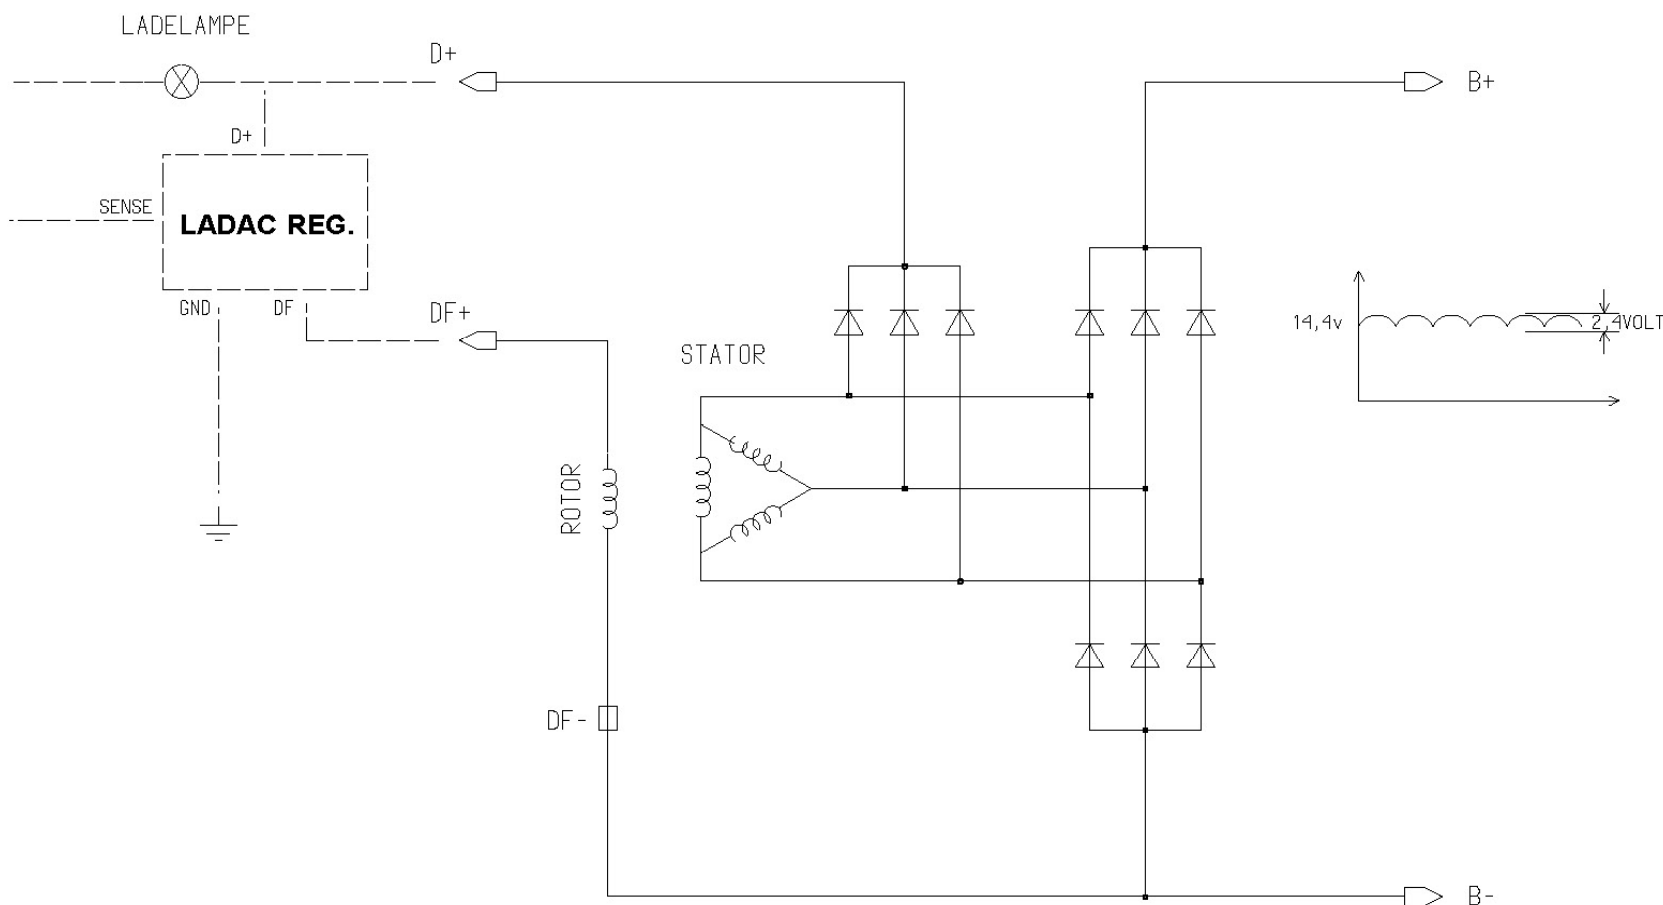 LADELAMPE
D+
B+
D+
SENSE
LADAC REG.
GND
DF
DF+
14,4v
2,4VOLT
STATOR
ROTOR
DF-
B-